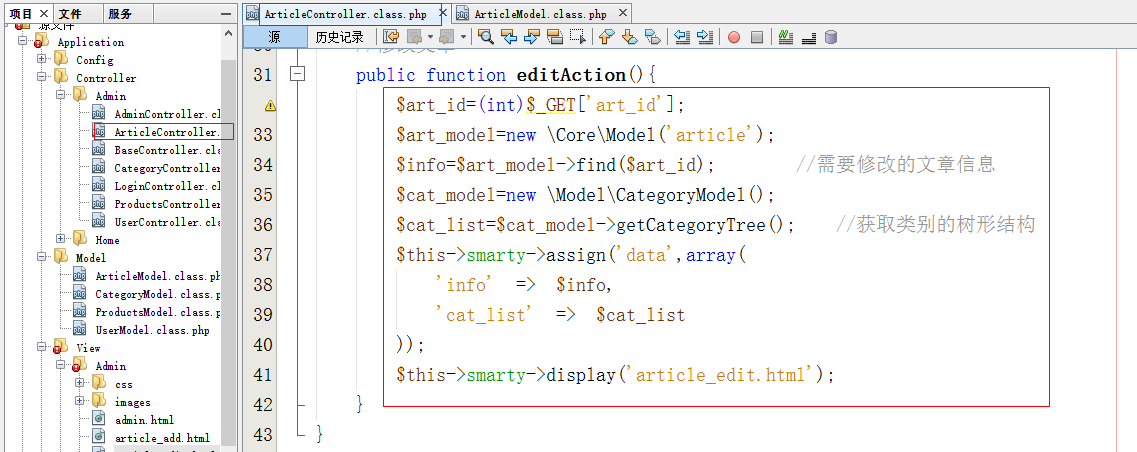 项目 × 文件 服务 —
源文件
Application
Config
Controller
Admin
AdminController.cl
ArticleController.
BaseController.cla
CategoryController
LoginController.cl
ProductsController
UserController.cl
Home
Model
ArticleModel.class.ph
CategoryModel.class.p
ProductsModel.class.p
UserModel.class.php
View
Admin
css
images
admin.html
article_add.html
ArticleController.class.php × ArticleModel.class.php ×
源 历史记录
//修改文章
31 public function editAction(){
$art_id=(int)$_GET['art_id'];
33 $art_model=new \Core\Model('article');
34 $info=$art_model->find($art_id); //需要修改的文章信息
35 $cat_model=new \Model\CategoryModel();
36 $cat_list=$cat_model->getCategoryTree(); //获取类别的树形结构
37 $this->smarty->assign('data',array(
38 'info' => $info,
39 'cat_list' => $cat_list
40 ));
41 $this->smarty->display('article_edit.html');
42 }
43 }